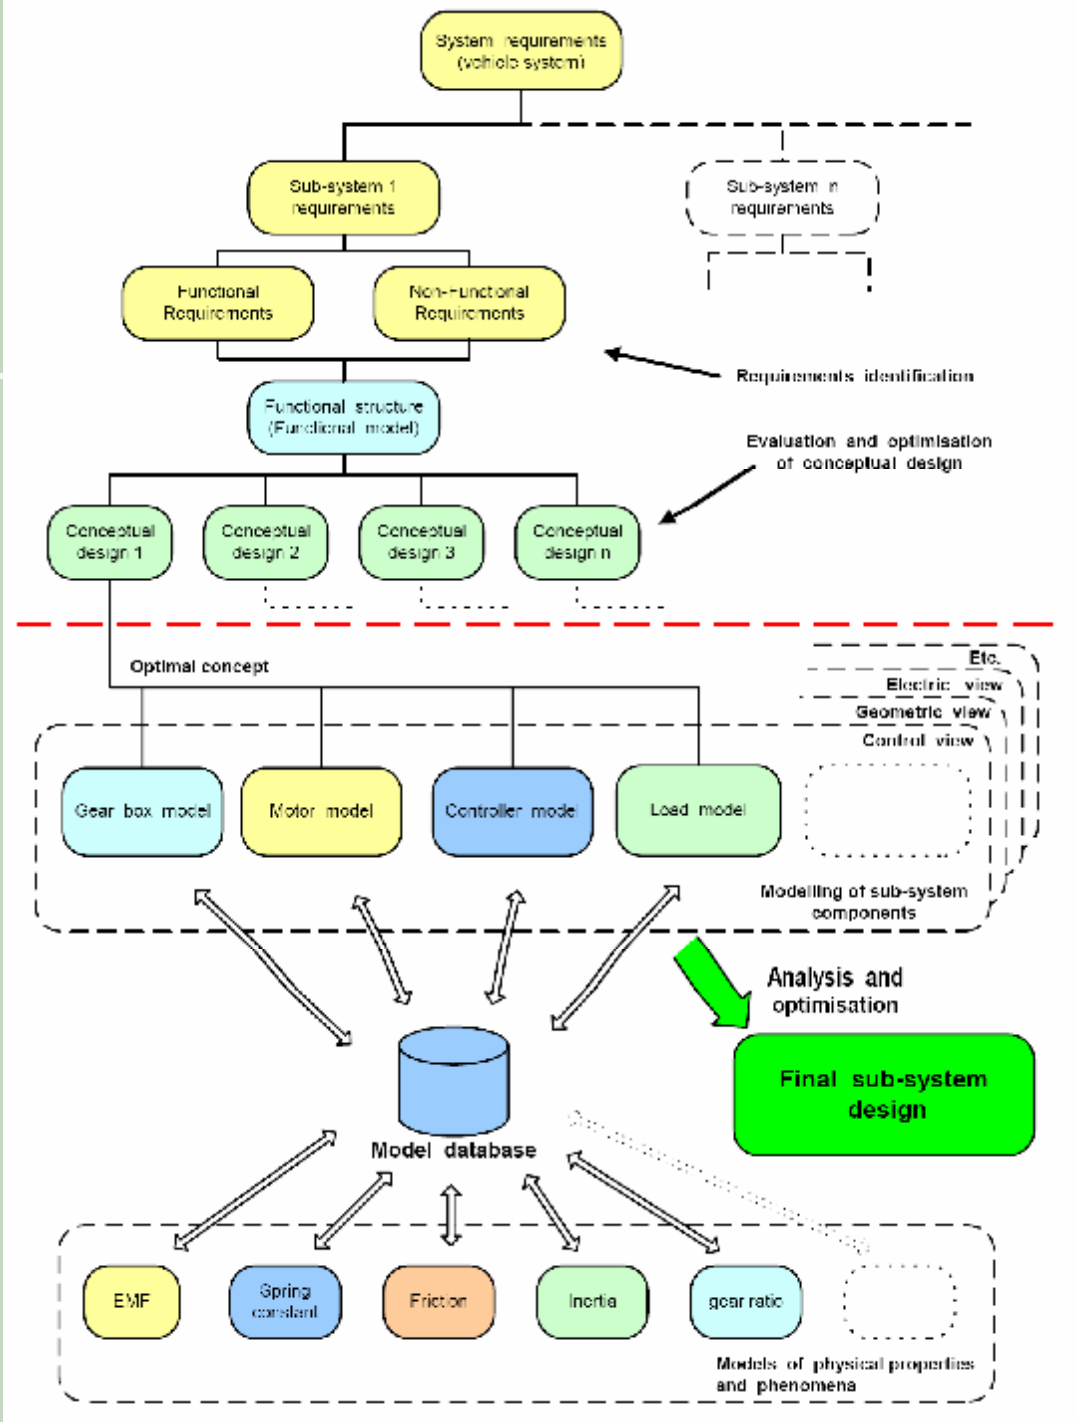 System requirements
(vehicle system)
Sub-system 1
requirements
Sub-system n
requirements
Functional
Requirements
Non-Functional
Requirements
Requirements identification
Functional structure
(Functional model)
Evaluation and optimisation
of conceptual design
Conceptual
design 1
Conceptual
design 2
Conceptual
design 3
Conceptual
design n
Optimal concept
Etc.
Electric view
Geometric view
Control view
Gear box model
Motor model
Controller model
Load model
Modelling of sub-system
components
Analysis and
optimisation
Final sub-system
design
Model database
EMF
Spring
constant
Friction
Inertia
gear ratio
Models of physical properties
and phenomena